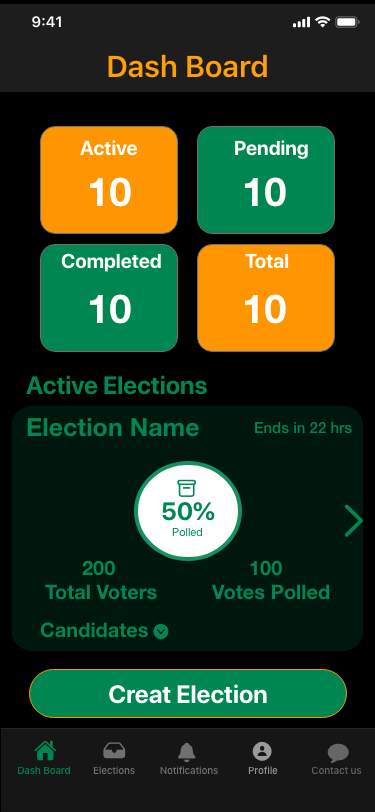 9:41
Dash Board
Active
10
Pending
10
Completed
10
Total
10
Active Elections
Election Name
Ends in 22 hrs
50%
Polled
200
Total Voters
100
Votes Polled
Candidates
Creat Election
Dash Board
Elections
Notifications
Profile
Contact us